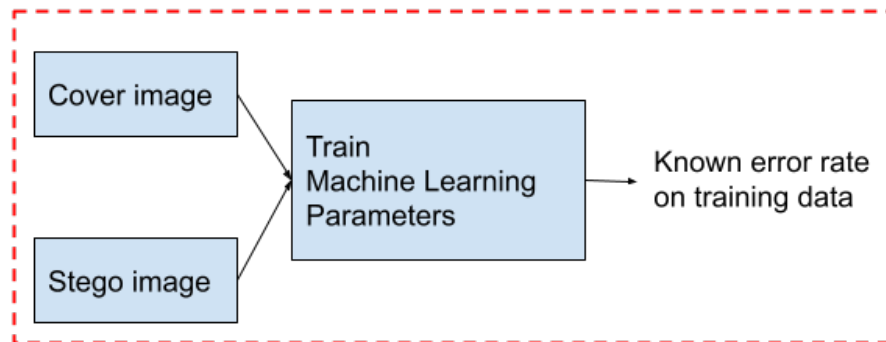 Cover image
Stego image
Train
Machine Learning
Parameters
Known error rate
on training data